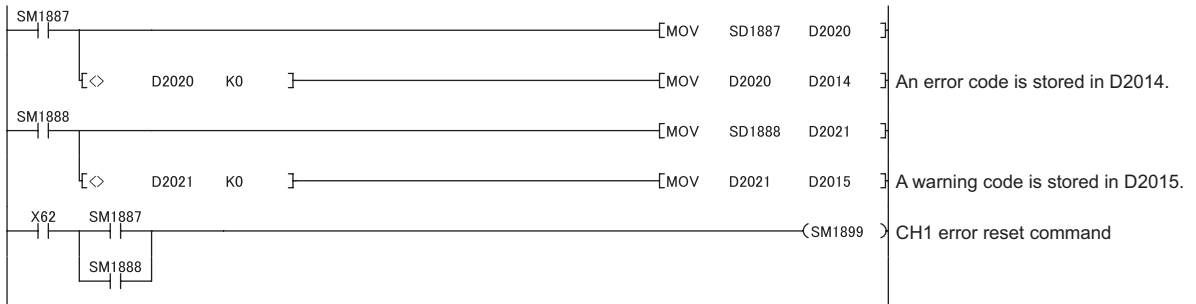 SM1887
[MOV SD1887 D2020 ]
[<> D2020 K0 ] [MOV D2020 D2014 ] An error code is stored in D2014.
SM1888
[MOV SD1888 D2021 ]
[<> D2021 K0 ] [MOV D2021 D2015 ] A warning code is stored in D2015.
X62 SM1887
(SM1899 ) CH1 error reset command
SM1888